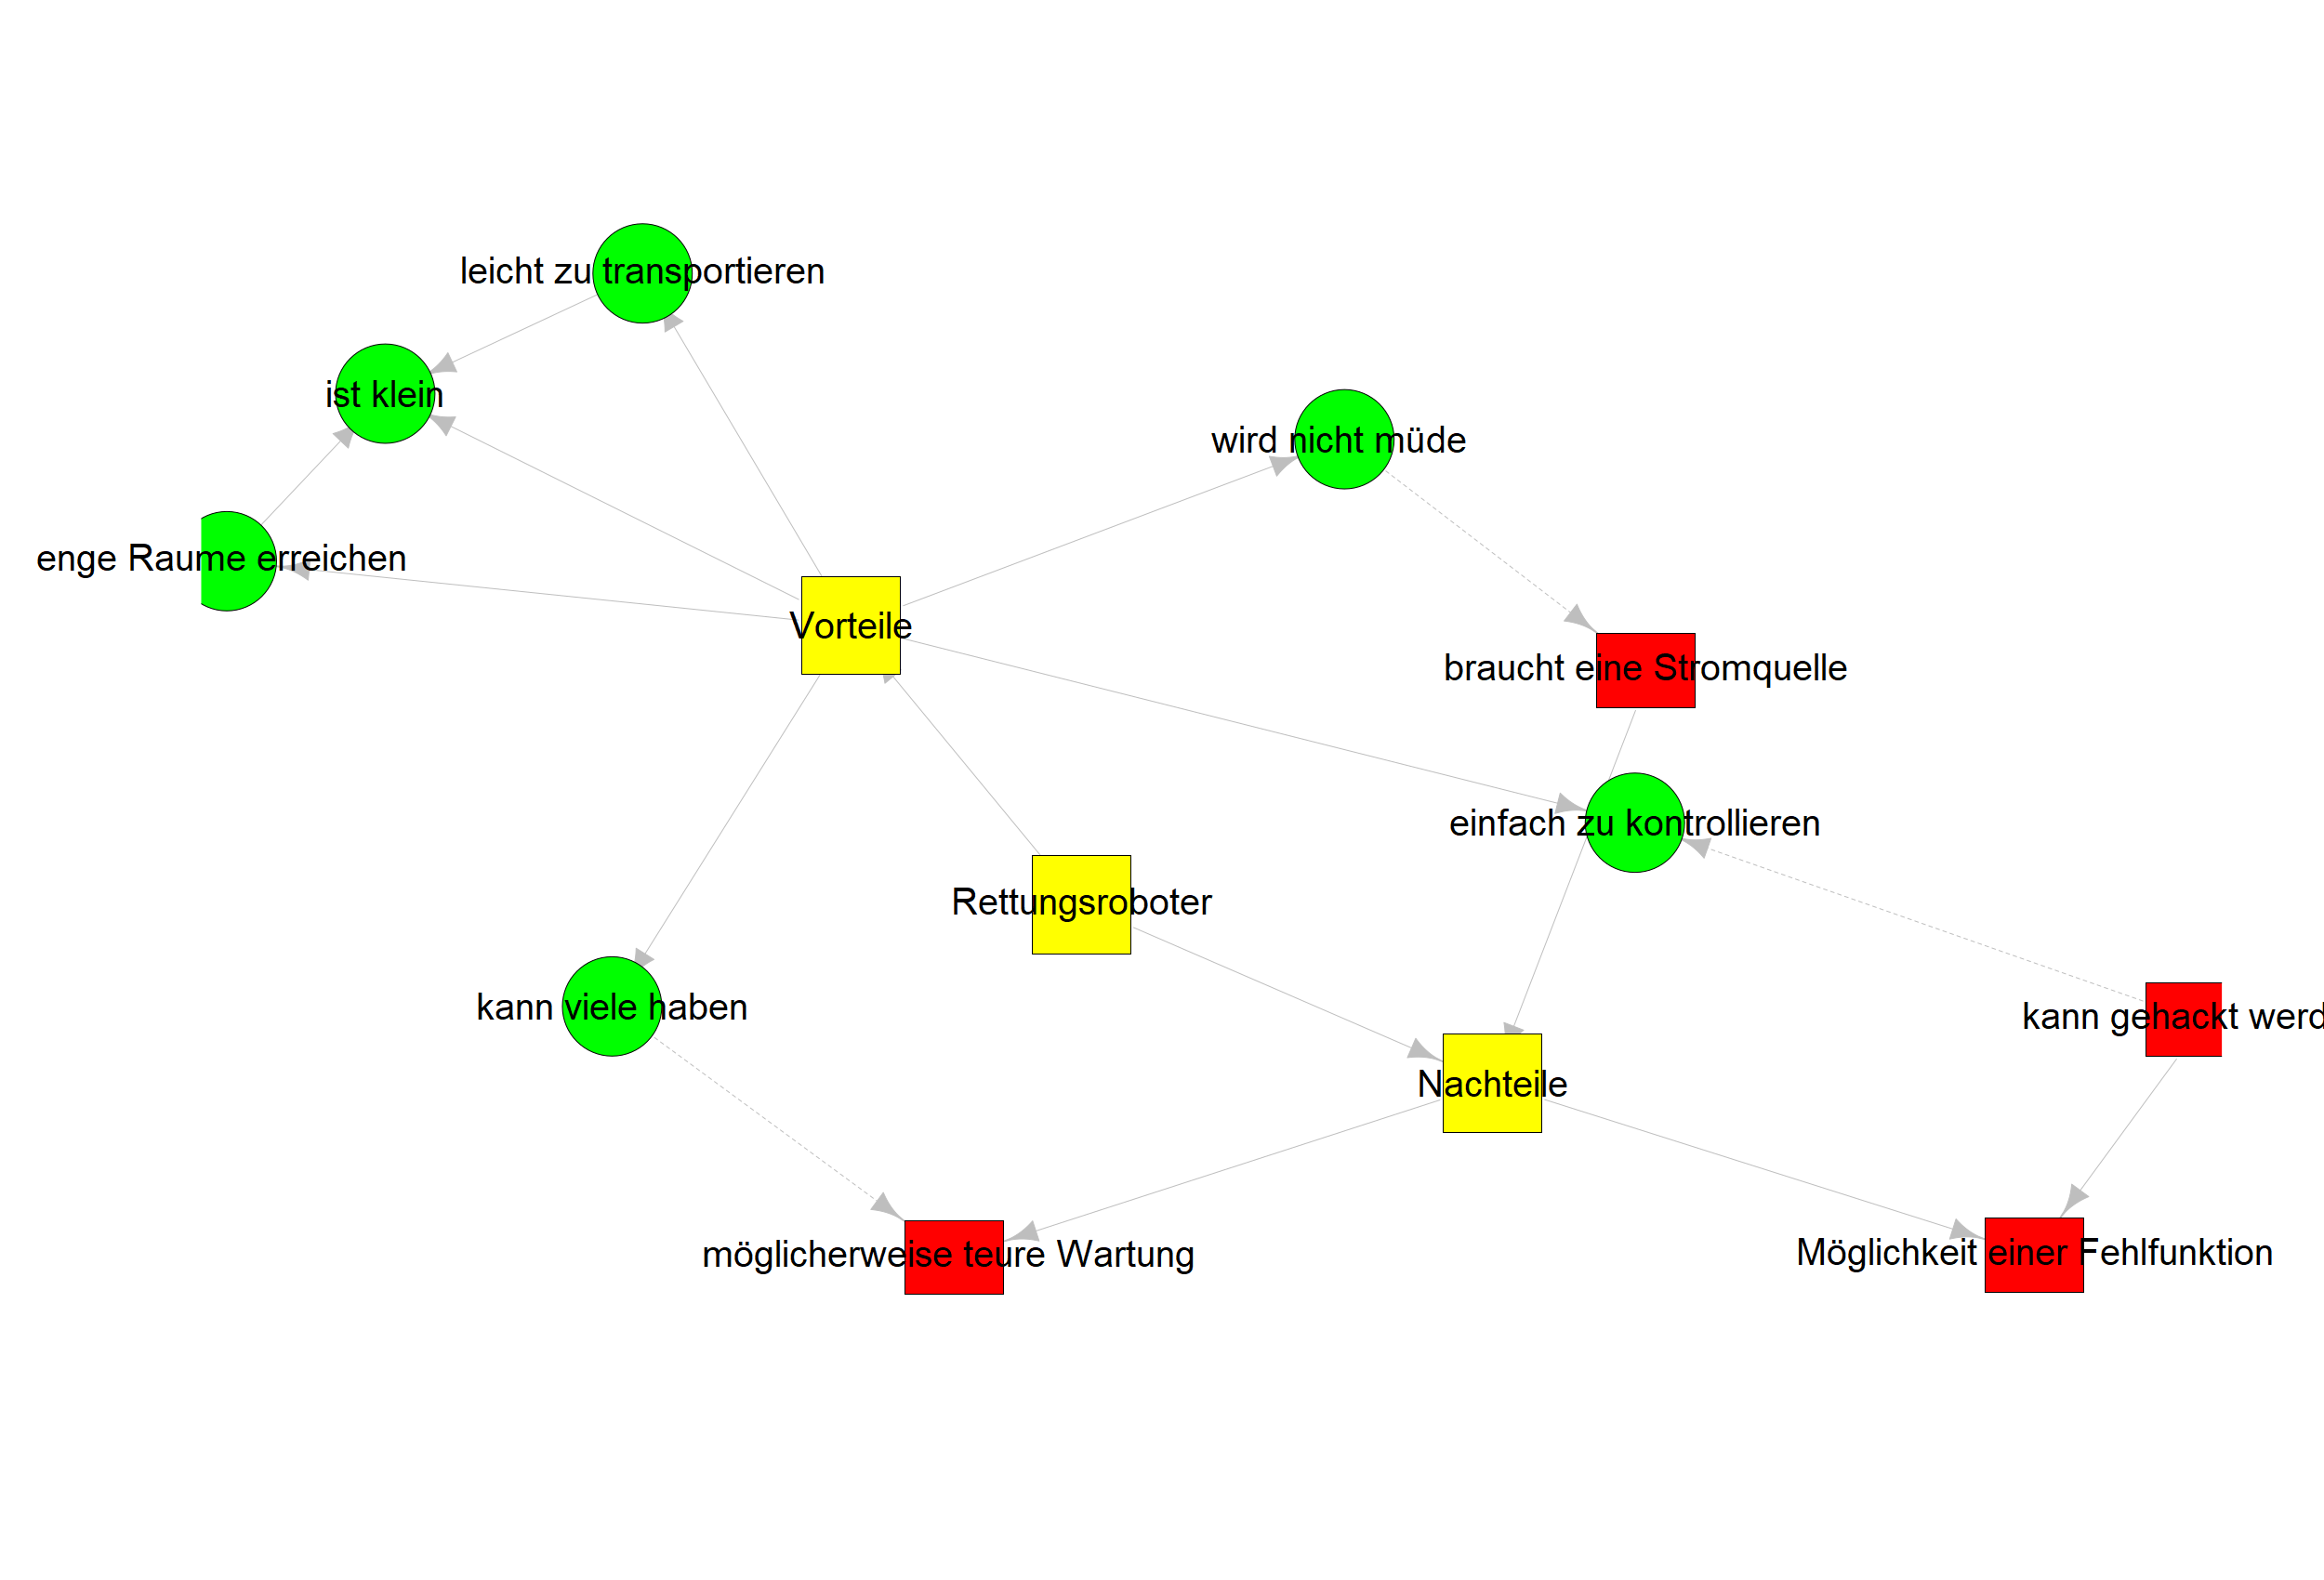 leicht zu transportieren
ist klein
wird nicht müde
enge Raume erreichen
Vorteile
braucht eine Stromquelle
einfach zu kontrollieren
Rettungsroboter
kann viele haben
kann gehackt werd
Nachteile
möglicherweise teure Wartung
Möglichkeit einer Fehlfunktion